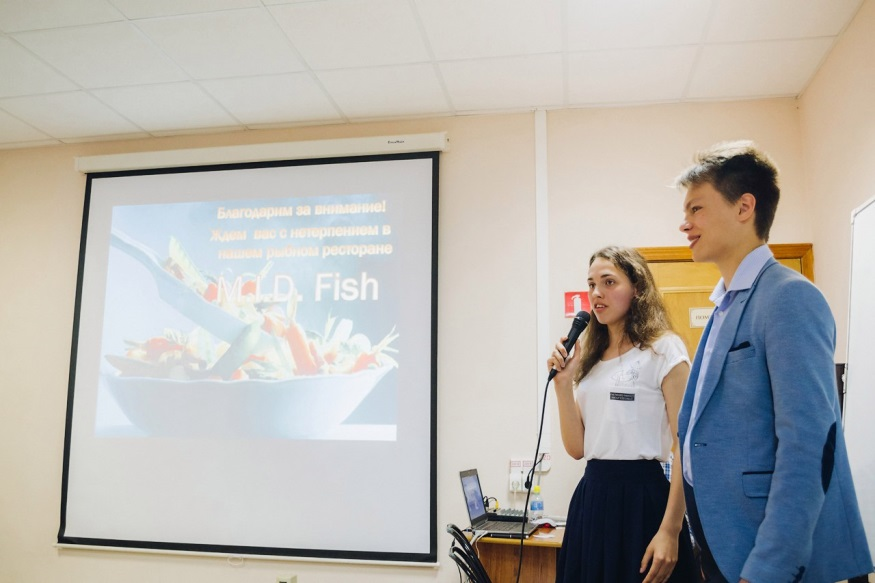 Благодарим за внимание!
Ждем вас с нетерпением в
нашем рыбном ресторане
M.I.D. Fish